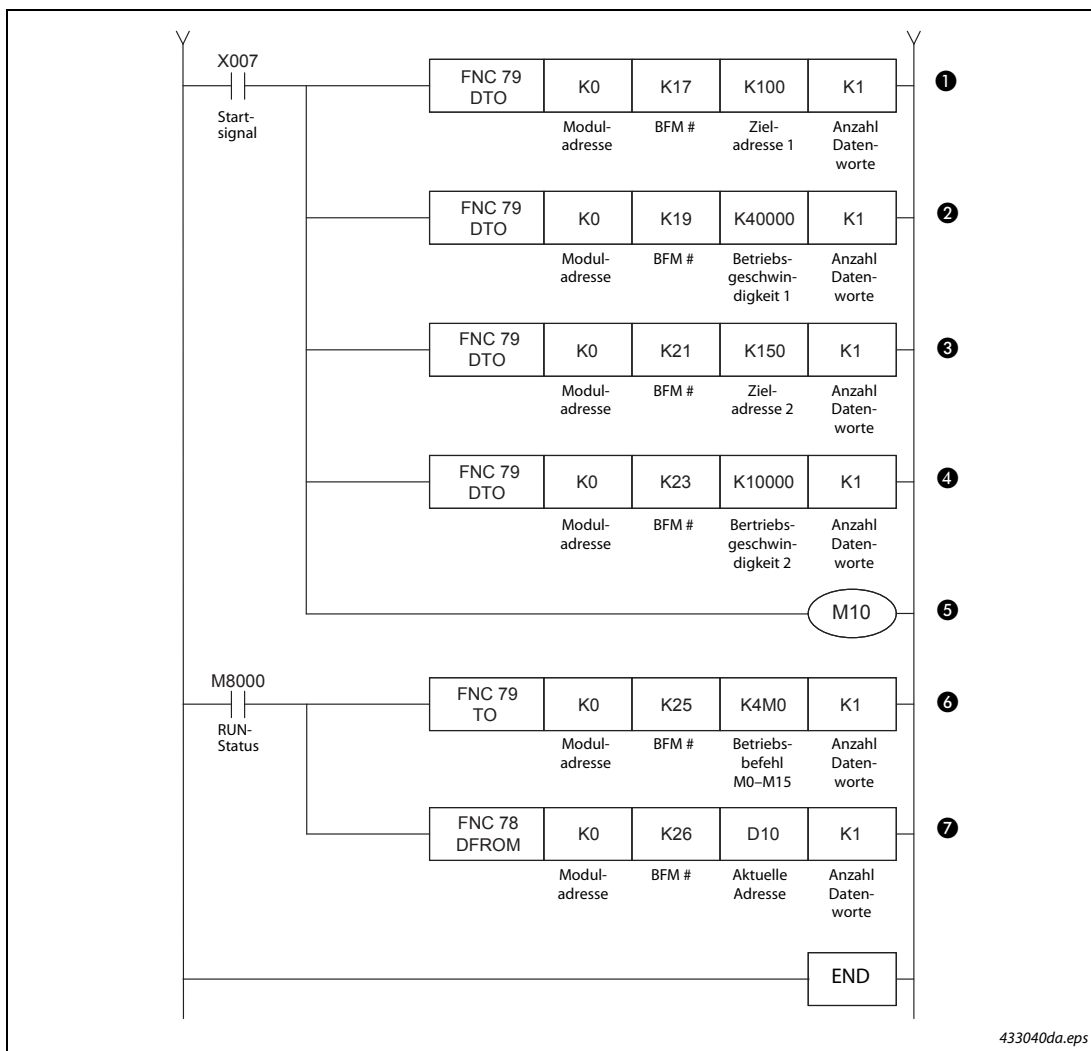 X007
Start-
signal
FNC 79
DTO
K0
K17
K100
K1
❶
Modul-
adresse
BFM #
Ziel-
adresse 1
Anzahl
Daten-
worte
FNC 79
DTO
K0
K19
K40000
K1
❷
Modul-
adresse
BFM #
Betriebs-
geschwin-
digkeit 1
Anzahl
Daten-
worte
FNC 79
DTO
K0
K21
K150
K1
❸
Modul-
adresse
BFM #
Ziel-
adresse 2
Anzahl
Daten-
worte
FNC 79
DTO
K0
K23
K10000
K1
❹
Modul-
adresse
BFM #
Bertriebs-
geschwin-
digkeit 2
Anzahl
Daten-
worte
M10
❺
M8000
RUN-
Status
FNC 79
TO
K0
K25
K4M0
K1
❻
Modul-
adresse
BFM #
Betriebs-
befehl
M0–M15
Anzahl
Daten-
worte
FNC 78
DFROM
K0
K26
D10
K1
❼
Modul-
adresse
BFM #
Aktuelle
Adresse
Anzahl
Daten-
worte
END
433040da.eps